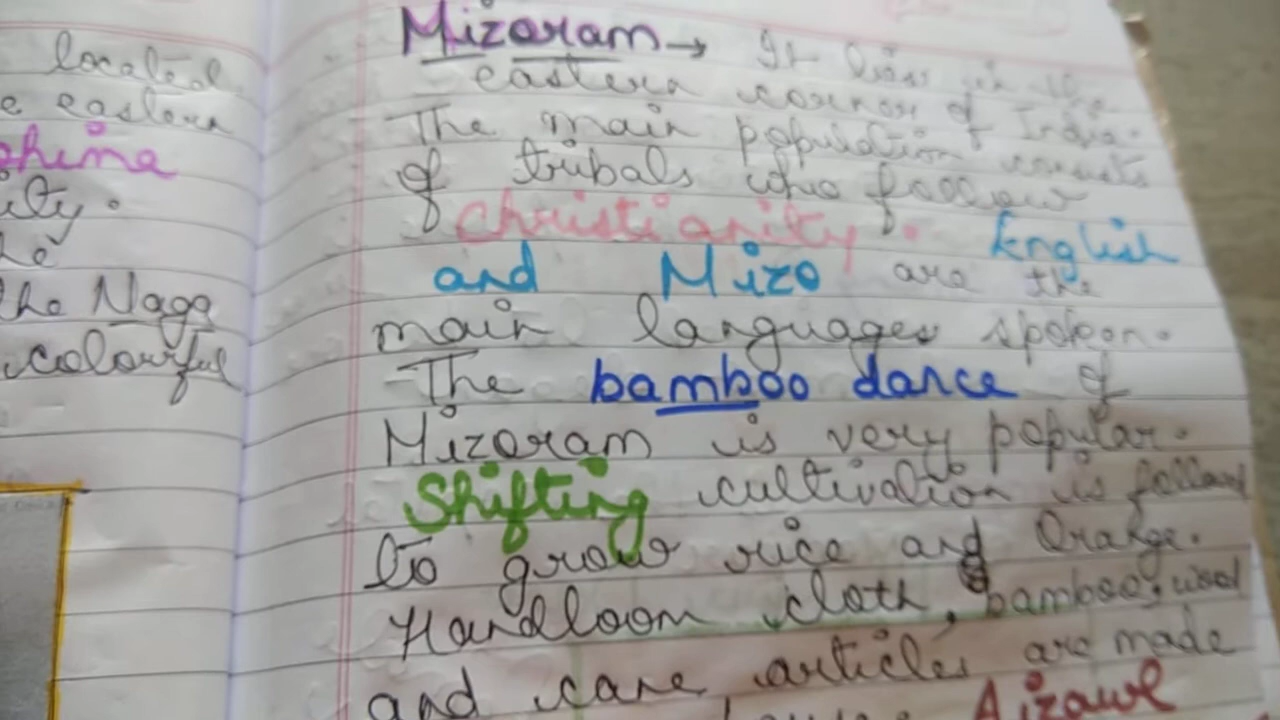 located
e eastern
hima
ity.
he
the Naga
colourful
Mizoram → It lies in the
eastern corner of India.
The main population consists
of tribals who follow
Christianity. English
and Mizo are the
main languages spoken.
The bamboo dance of
Mizoram is very popular.
Shifting cultivation is
to grow rice and Orange.
Handloom cloth, bamboo, wood
and cane articles are made
Aizawl